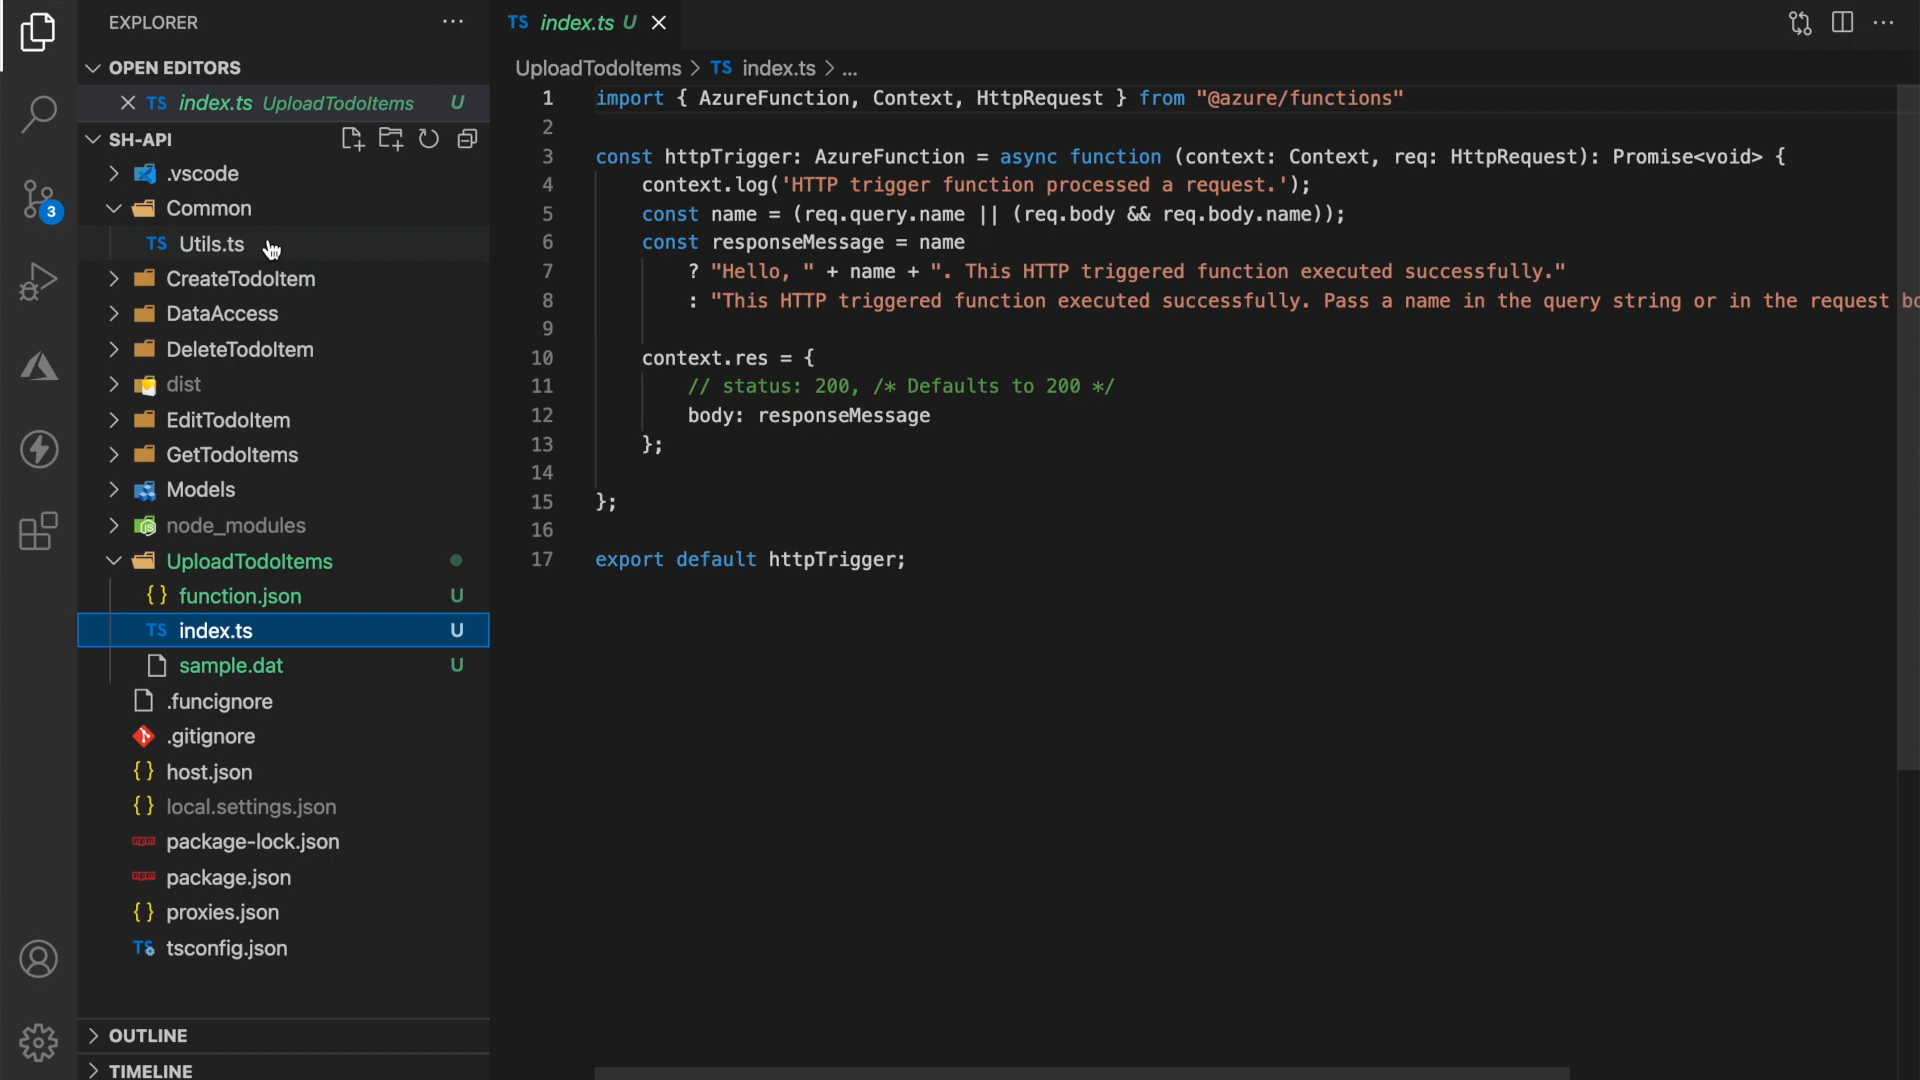 EXPLORER
OPEN EDITORS
TS index.ts UploadTodoItems U
SH-API
.vscode
Common
TS Utils.ts
CreateTodoItem
DataAccess
DeleteTodoItem
dist
EditTodoItem
GetTodoItems
Models
node_modules
UploadTodoItems
{} function.json U
TS index.ts U
sample.dat U
.funcignore
.gitignore
{} host.json
{} local.settings.json
package-lock.json
package.json
{} proxies.json
TS tsconfig.json
OUTLINE
TIMELINE
3
TS index.ts U
UploadTodoItems > TS index.ts > ...
1 import { AzureFunction, Context, HttpRequest } from "@azure/functions"
2
3 const httpTrigger: AzureFunction = async function (context: Context, req: HttpRequest): Promise<void> {
4 context.log('HTTP trigger function processed a request.');
5 const name = (req.query.name || (req.body && req.body.name));
6 const responseMessage = name
7 ? "Hello, " + name + ". This HTTP triggered function executed successfully."
8 : "This HTTP triggered function executed successfully. Pass a name in the query string or in the request bo
9
10 context.res = {
11 // status: 200, /* Defaults to 200 */
12 body: responseMessage
13 };
14
15 };
16
17 export default httpTrigger;